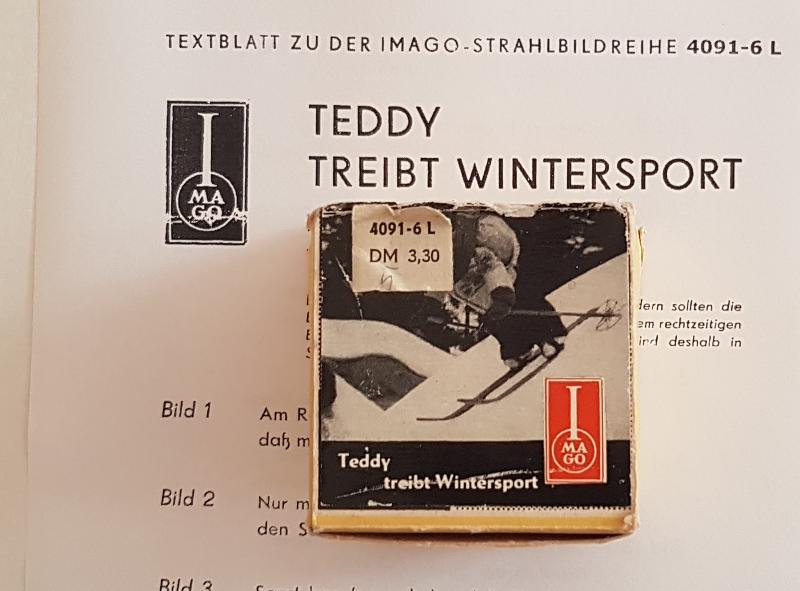 TEXTBLATT ZU DER IMAGO-STRAHLBILDREIHE 4091-6 L
I
MA
GO
TEDDY
TREIBT WINTERSPORT
4091-6 L
DM 3,30
dern sollten die
em rechtzeitigen
ind deshalb in
I
MA
GO
Teddy
treibt Wintersport
Bild 1 Am R
daß m
Bild 2 Nur m
den S
Bild 3